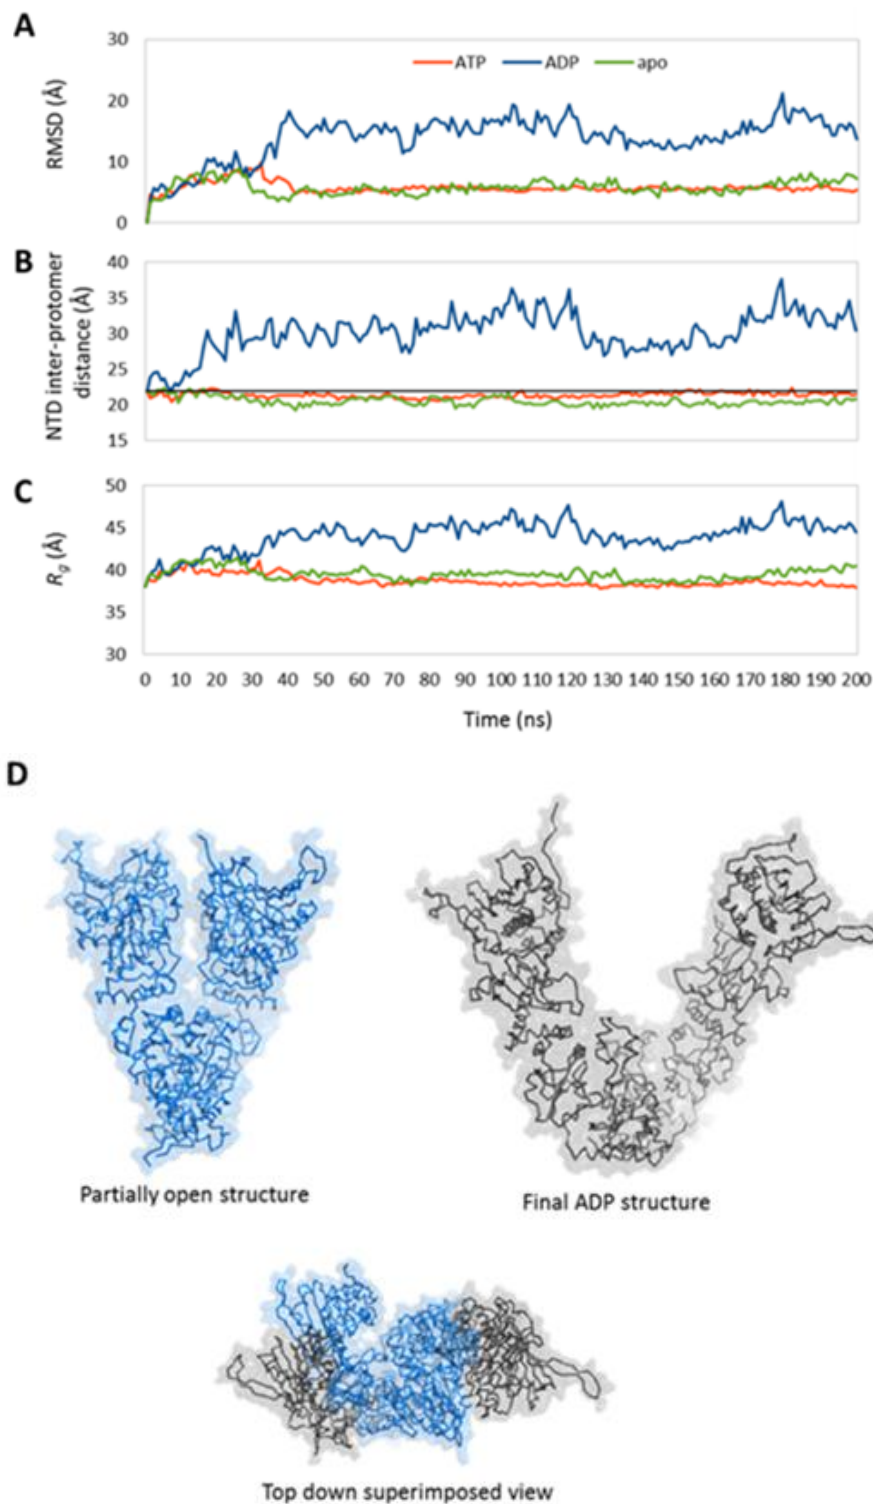 A
RMSD (Å)
30
20
10
0
ATP ADP apo
B
NTD inter-protomer
distance (Å)
40
35
30
25
20
15
C
Rg (Å)
50
45
40
35
30
0 10 20 30 40 50 60 70 80 90 100 110 120 130 140 150 160 170 180 190 200
Time (ns)
D
Partially open structure
Final ADP structure
Top down superimposed view